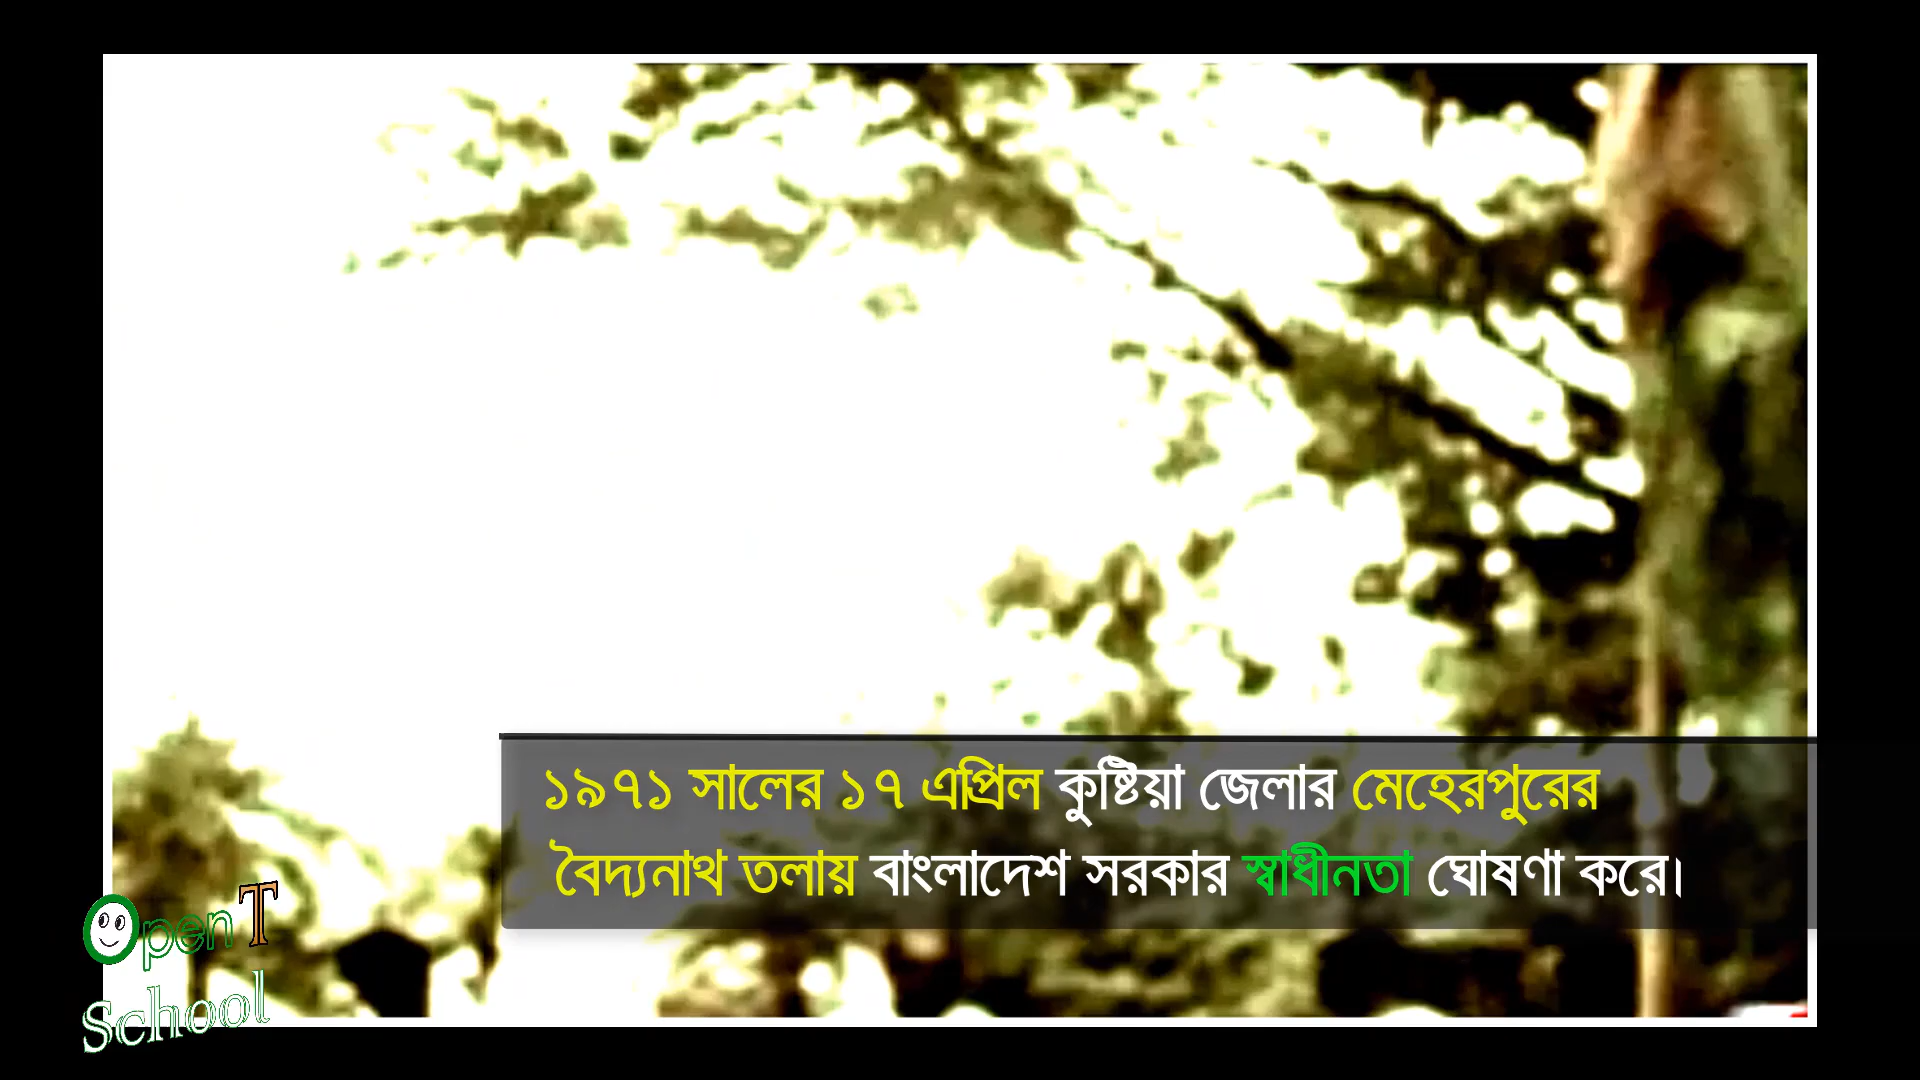 ১৯৭১ সালের ১৭ এপ্রিল কুষ্টিয়া জেলার মেহেরপুরের
বৈদ্যনাথ তলায় বাংলাদেশ সরকার স্বাধীনতা ঘোষণা করে।
Open T
School